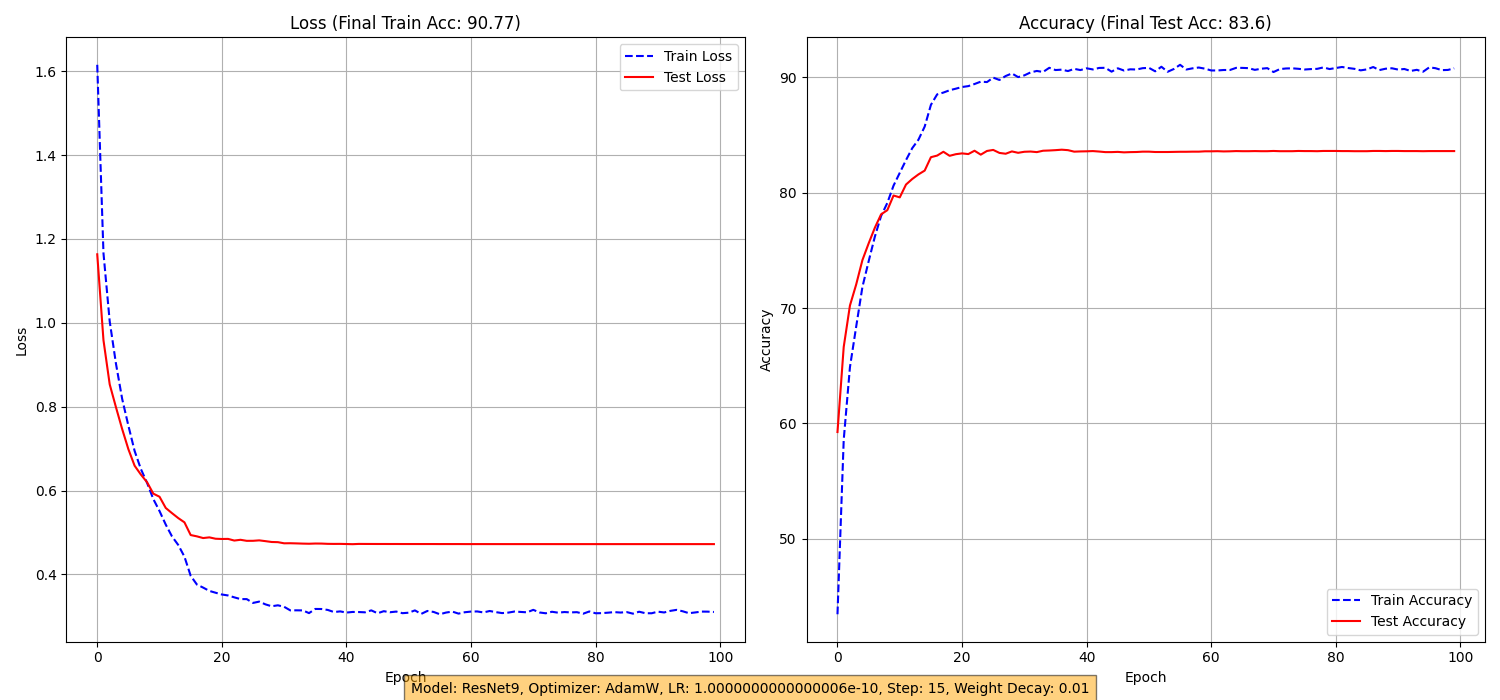 Loss (Final Train Acc: 90.77)
Train Loss
Test Loss
1.6
1.4
1.2
1.0
0.8
0.6
0.4
Loss
0 20 40 60 80 100
Epoch
Accuracy (Final Test Acc: 83.6)
90
80
70
60
50
Accuracy
Train Accuracy
Test Accuracy
0 20 40 60 80 100
Epoch
Model: ResNet9, Optimizer: AdamW, LR: 1.0000000000000006e-10, Step: 15, Weight Decay: 0.01